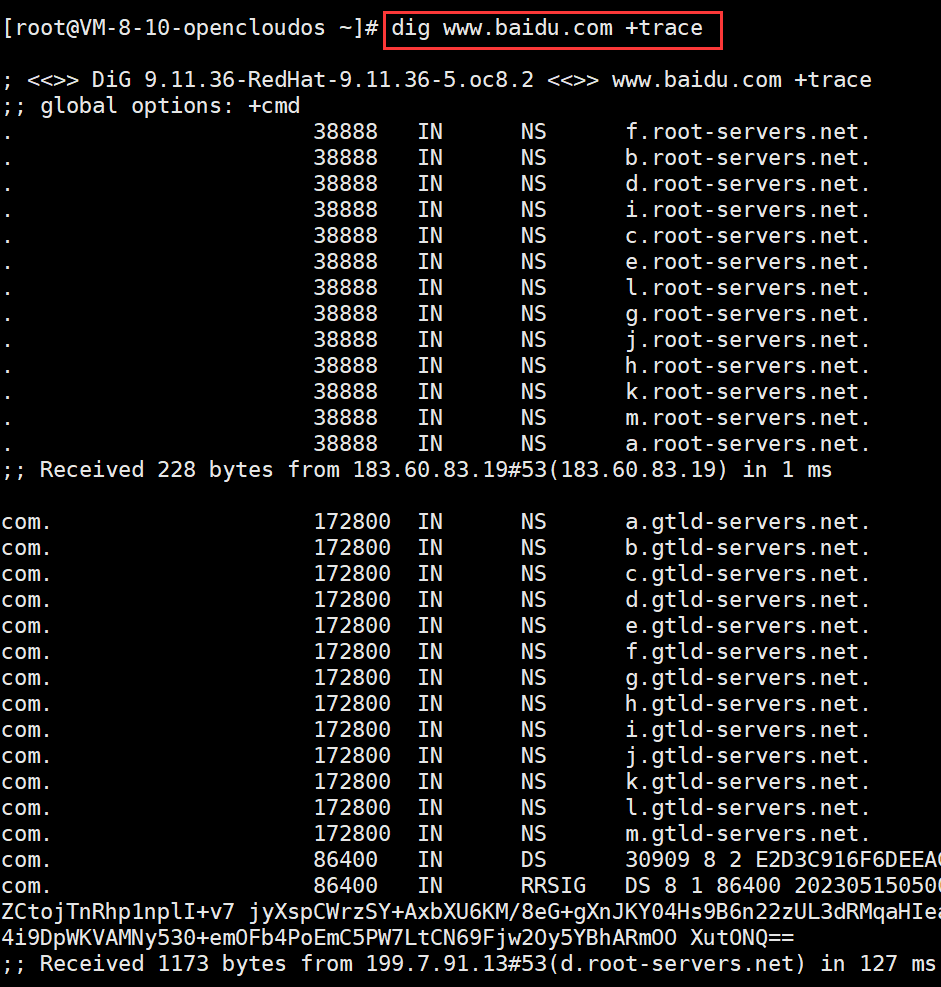 [root@VM-8-10-opencloudos ~]# dig www.baidu.com +trace
; <<>> DiG 9.11.36-RedHat-9.11.36-5.oc8.2 <<>> www.baidu.com +trace
;; global options: +cmd
. 38888 IN NS f.root-servers.net.
. 38888 IN NS b.root-servers.net.
. 38888 IN NS d.root-servers.net.
. 38888 IN NS i.root-servers.net.
. 38888 IN NS c.root-servers.net.
. 38888 IN NS e.root-servers.net.
. 38888 IN NS l.root-servers.net.
. 38888 IN NS g.root-servers.net.
. 38888 IN NS j.root-servers.net.
. 38888 IN NS h.root-servers.net.
. 38888 IN NS k.root-servers.net.
. 38888 IN NS m.root-servers.net.
. 38888 IN NS a.root-servers.net.
;; Received 228 bytes from 183.60.83.19#53(183.60.83.19) in 1 ms
com. 172800 IN NS a.gtld-servers.net.
com. 172800 IN NS b.gtld-servers.net.
com. 172800 IN NS c.gtld-servers.net.
com. 172800 IN NS d.gtld-servers.net.
com. 172800 IN NS e.gtld-servers.net.
com. 172800 IN NS f.gtld-servers.net.
com. 172800 IN NS g.gtld-servers.net.
com. 172800 IN NS h.gtld-servers.net.
com. 172800 IN NS i.gtld-servers.net.
com. 172800 IN NS j.gtld-servers.net.
com. 172800 IN NS k.gtld-servers.net.
com. 172800 IN NS l.gtld-servers.net.
com. 172800 IN NS m.gtld-servers.net.
com. 86400 IN DS 30909 8 2 E2D3C916F6DEEAC
com. 86400 IN RRSIG DS 8 1 86400 202305150500
ZCtojTnRhp1nplI+v7 jyXspCWrzSY+AxbXU6KM/8eG+gXnJKY04Hs9B6n22zUL3dRMqaHIea
4i9DpWKVAMNy530+emOFb4PoEmC5PW7LtCN69Fjw2Oy5YBhARmOO XutONQ==
;; Received 1173 bytes from 199.7.91.13#53(d.root-servers.net) in 127 ms